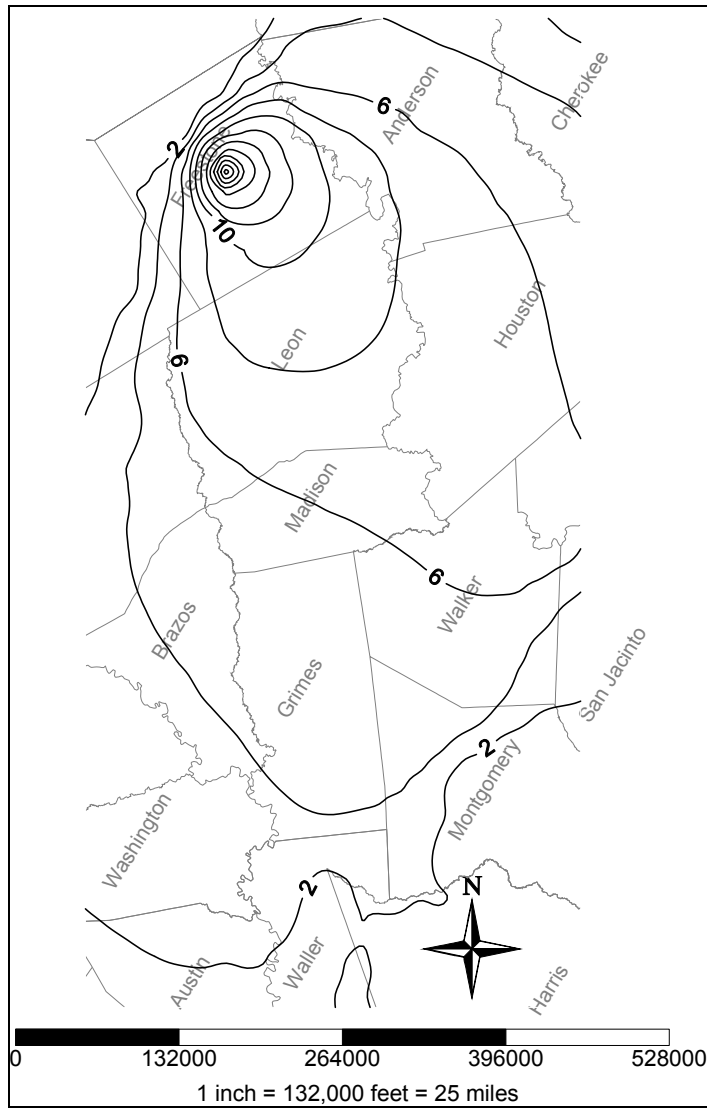 6
Anderson
Cherokee
2
Freestone
10
Houston
6
Leon
Madison
6
Walker
Brazos
Grimes
San Jacinto
2
Montgomery
Washington
N
2
Austin
Waller
Harris
0 132000 264000 396000 528000
1 inch = 132,000 feet = 25 miles